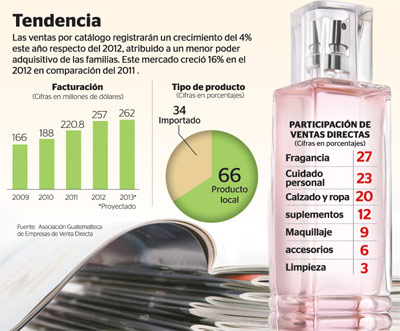 Tendencia
Las ventas por catálogo registrarán un crecimiento del 4%
este año respecto del 2012, atribuido a un menor poder
adquisitivo de las familias. Este mercado creció 16% en el
2012 en comparación del 2011 .
Facturación
(Cifras en millones de dólares)
166
188
220.8
257
262
2009
2010
2011
2012
2013*
*Proyectado
Fuente: Asociación Guatemalteca
de Empresas de Venta Directa
Tipo de producto
(Cifras en porcentajes)
34
Importado
66
Producto
local
PARTICIPACIÓN DE
VENTAS DIRECTAS
(Cifras en porcentajes)
Fragancia 27
Cuidado
personal 23
Calzado y ropa 20
suplementos 12
Maquillaje 9
accesorios 6
Limpieza 3